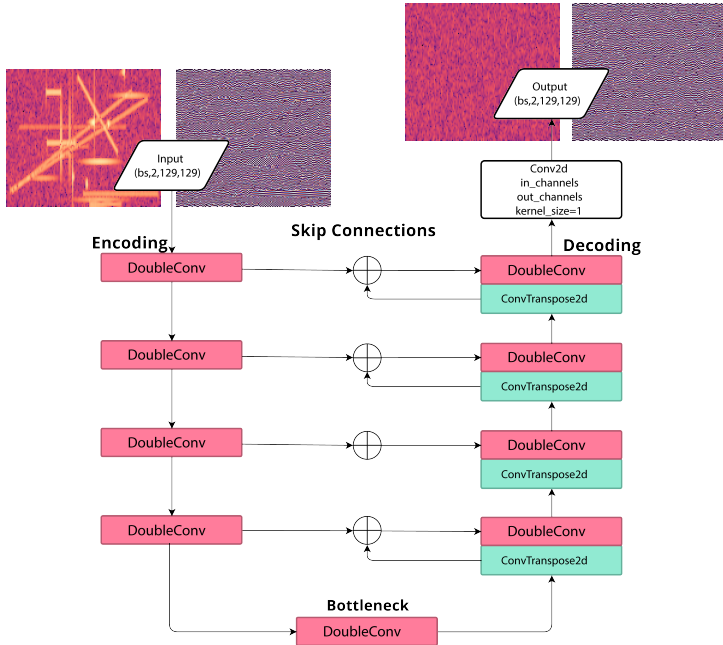 Output
(bs,2,129,129)
Input
(bs,2,129,129)
Conv2d
in_channels
out_channels
kernel_size=1
Skip Connections
Encoding
Decoding
DoubleConv
DoubleConv
ConvTranspose2d
DoubleConv
DoubleConv
ConvTranspose2d
DoubleConv
DoubleConv
ConvTranspose2d
DoubleConv
DoubleConv
ConvTranspose2d
Bottleneck
DoubleConv